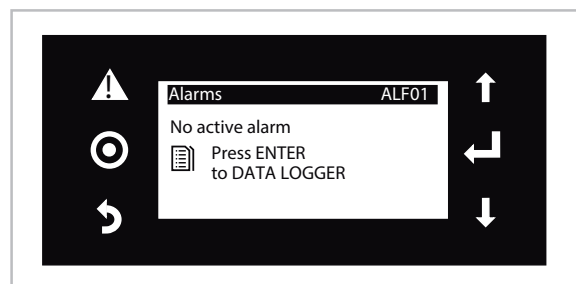 Alarms ALF01
No active alarm
Press ENTER
to DATA LOGGER